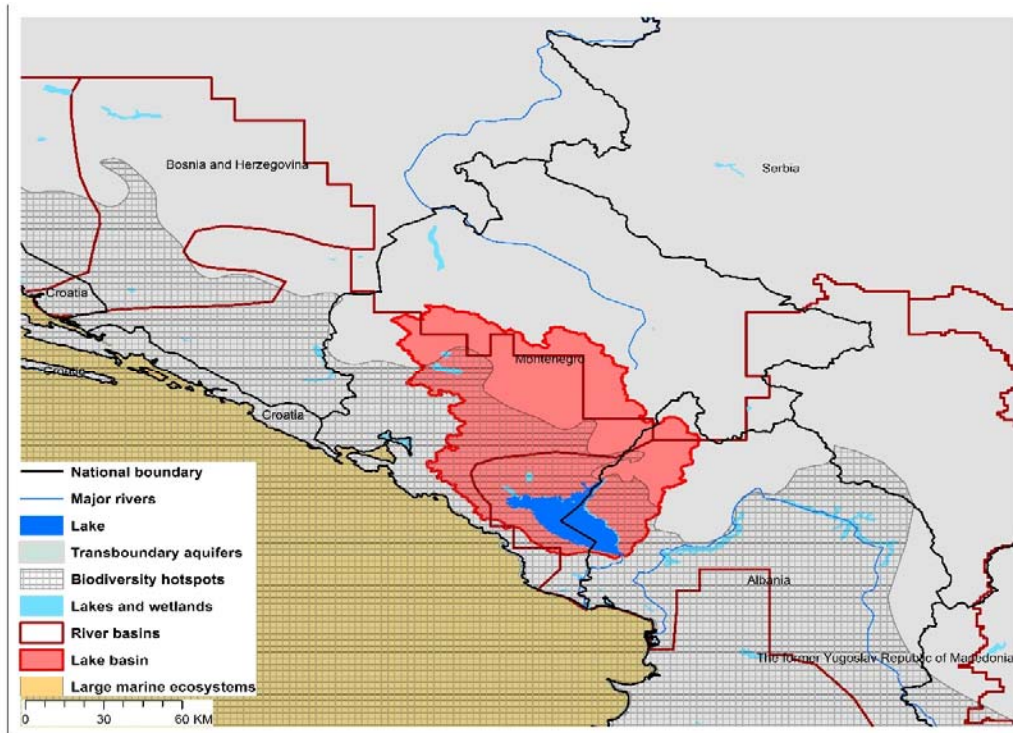 Bosnia and Herzegovina
Serbia
Croatia
Montenegro
Croatia
Albania
The former Yugoslav Republic of Macedonia
National boundary
Major rivers
Lake
Transboundary aquifers
Biodiversity hotspots
Lakes and wetlands
River basins
Lake basin
Large marine ecosystems
0 30 60 KM